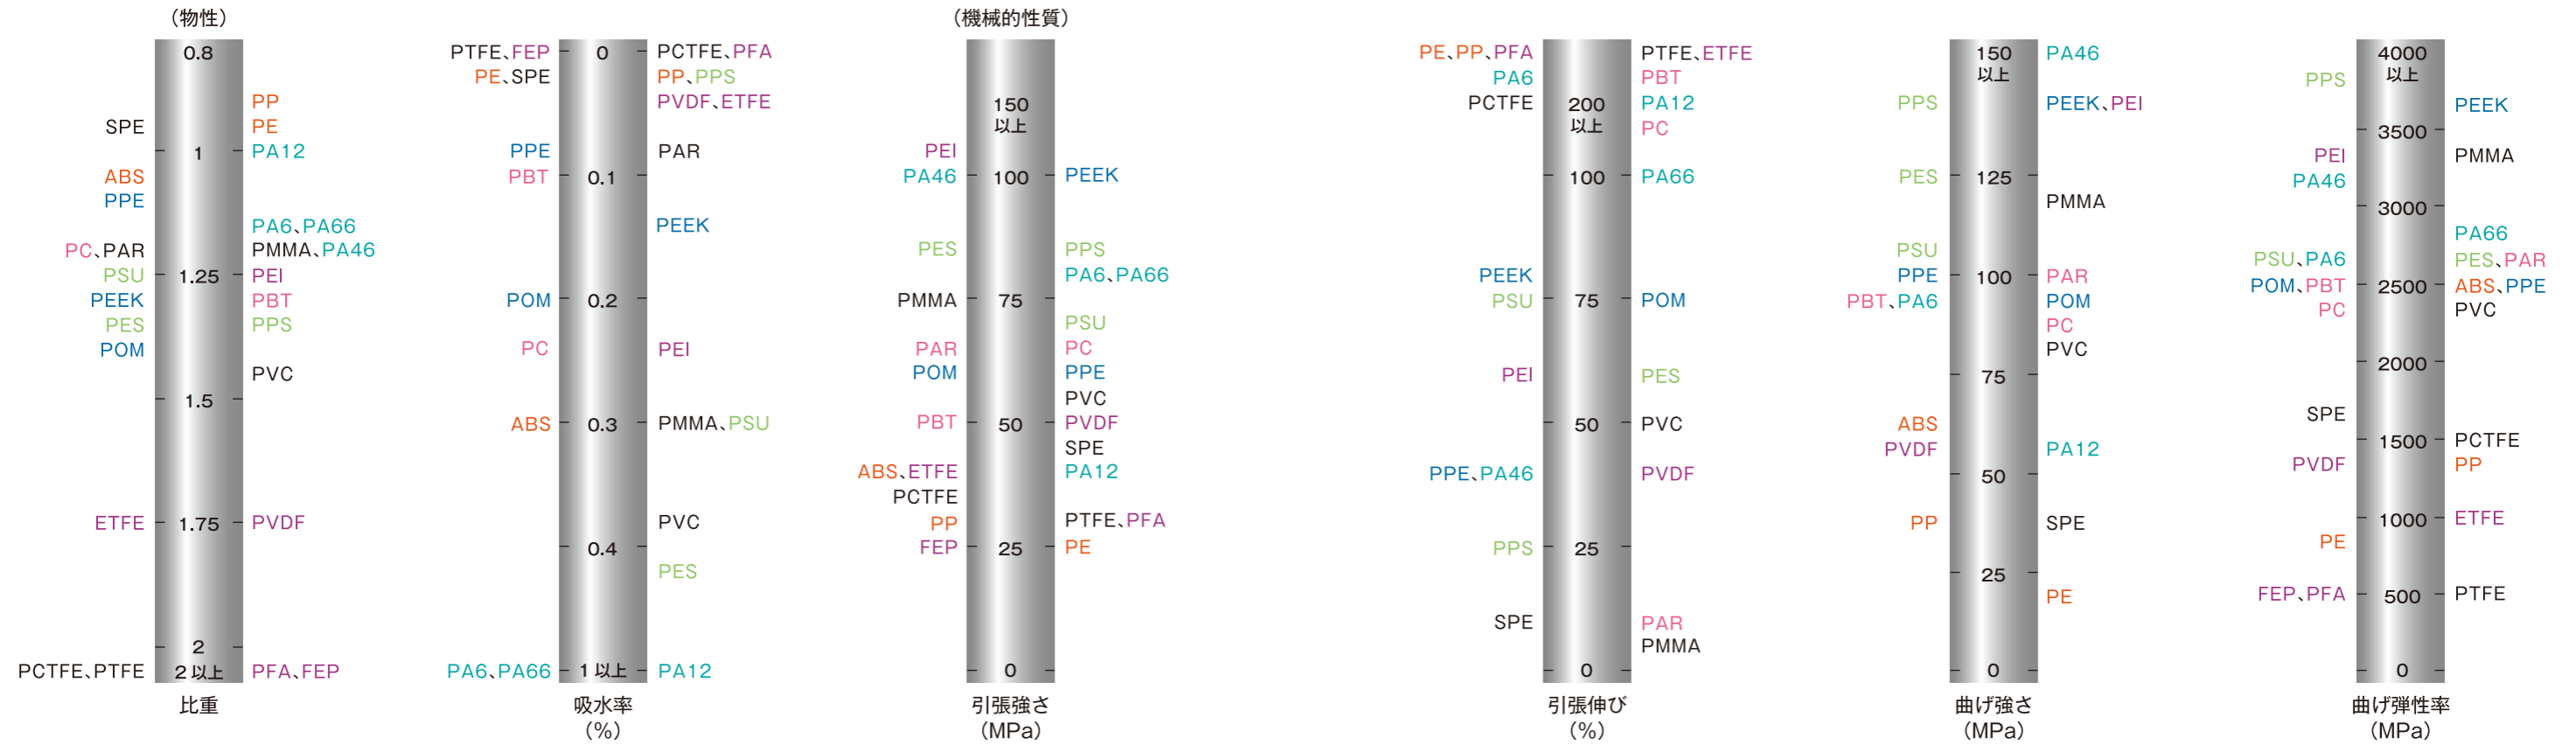 （物性）
0.8
PP
SPE
PE
1
PA12
ABS
PPE
PA6、PA66
PC、PAR
PMMA、PA46
PSU
1.25
PEI
PEEK
PBT
PES
PPS
POM
PVC
1.5
ETFE
1.75
PVDF
2
PCTFE、PTFE
2以上
PFA、FEP
比重
PTFE、FEP
0
PCTFE、PFA
PE、SPE
PP、PPS
PVDF、ETFE
PPE
PAR
PBT
0.1
PEEK
POM
0.2
PC
PEI
ABS
0.3
PMMA、PSU
PVC
0.4
PES
PA6、PA66
1以上
PA12
吸水率
（%）
（機械的性質）
150
以上
PEI
PA46
100
PEEK
PES
PPS
PA6、PA66
PMMA
75
PSU
PAR
PC
POM
PPE
PVC
PBT
50
PVDF
SPE
ABS、ETFE
PA12
PCTFE
PP
PTFE、PFA
FEP
25
PE
0
引張強さ
（MPa）
PE、PP、PFA
PTFE、ETFE
PA6
PBT
PCTFE
200
以上
PA12
PC
100
PA66
PEEK
PSU
75
POM
PEI
PES
50
PVC
PPE、PA46
PVDF
PPS
25
SPE
PAR
PMMA
0
引張伸び
（%）
150
以上
PA46
PPS
PEEK、PEI
PES
125
PMMA
PSU
PPE
100
PAR
PBT、PA6
POM
PC
PVC
75
ABS
PVDF
PA12
50
PP
SPE
25
PE
0
曲げ強さ
（MPa）
4000
以上
PPS
PEEK
3500
PEI
PMMA
PA46
3000
PA66
PSU、PA6
PES、PAR
POM、PBT
2500
ABS、PPE
PC
PVC
2000
SPE
1500
PCTFE
PVDF
PP
1000
ETFE
PE
FEP、PFA
500
PTFE
0
曲げ弾性率
（MPa）